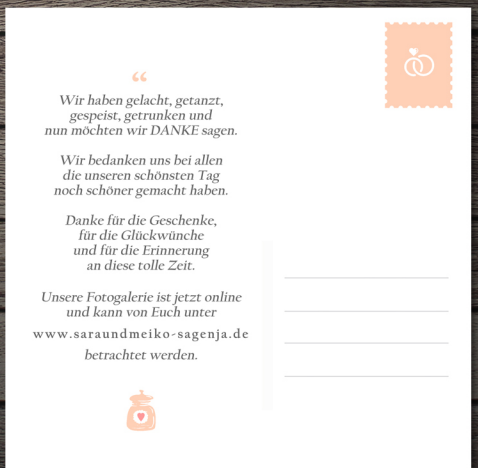 “
Wir haben gelacht, getanzt,
gespeist, getrunken und
nun möchten wir DANKE sagen.
Wir bedanken uns bei allen
die unseren schönsten Tag
noch schöner gemacht haben.
Danke für die Geschenke,
für die Glückwünche
und für die Erinnerung
an diese tolle Zeit.
Unsere Fotogalerie ist jetzt online
und kann von Euch unter
www.saraundmeiko-sagenja.de
betrachtet werden.